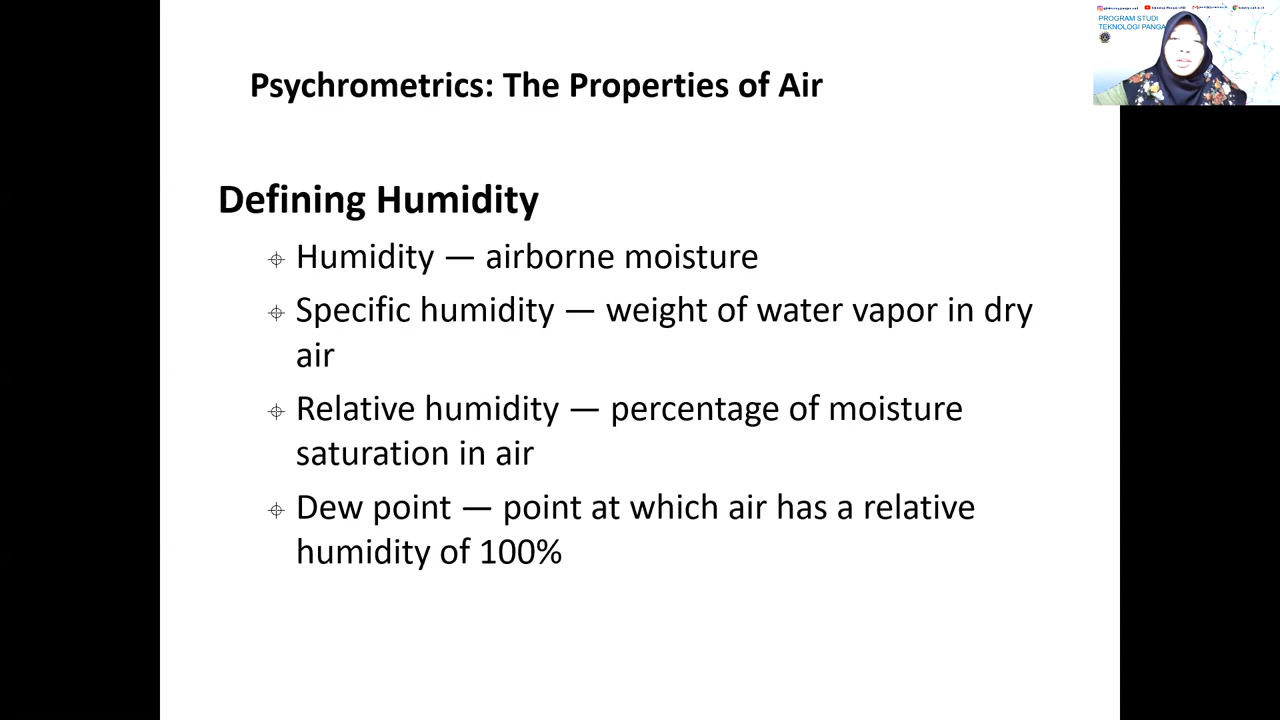 PROGRAM STUDI
TEKNOLOGI PANGA
Psychrometrics: The Properties of Air
Defining Humidity
Humidity — airborne moisture
Specific humidity — weight of water vapor in dry
air
Relative humidity — percentage of moisture
saturation in air
Dew point — point at which air has a relative
humidity of 100%